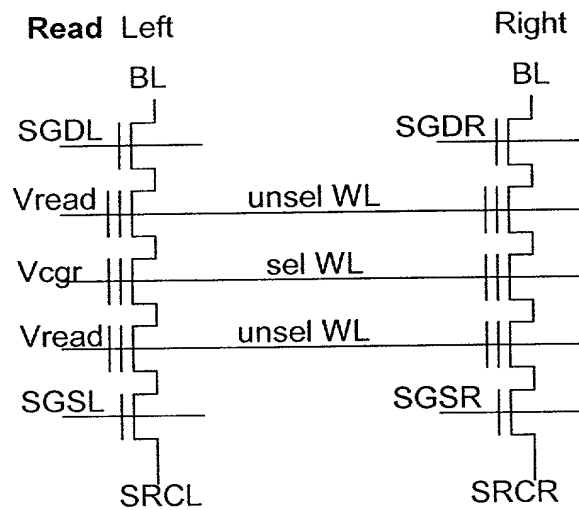 Read Left Right
BL BL
SGDL SGDR
Vread unsel WL
Vcgr sel WL
Vread unsel WL
SGSL SGSR
SRCL SRCR